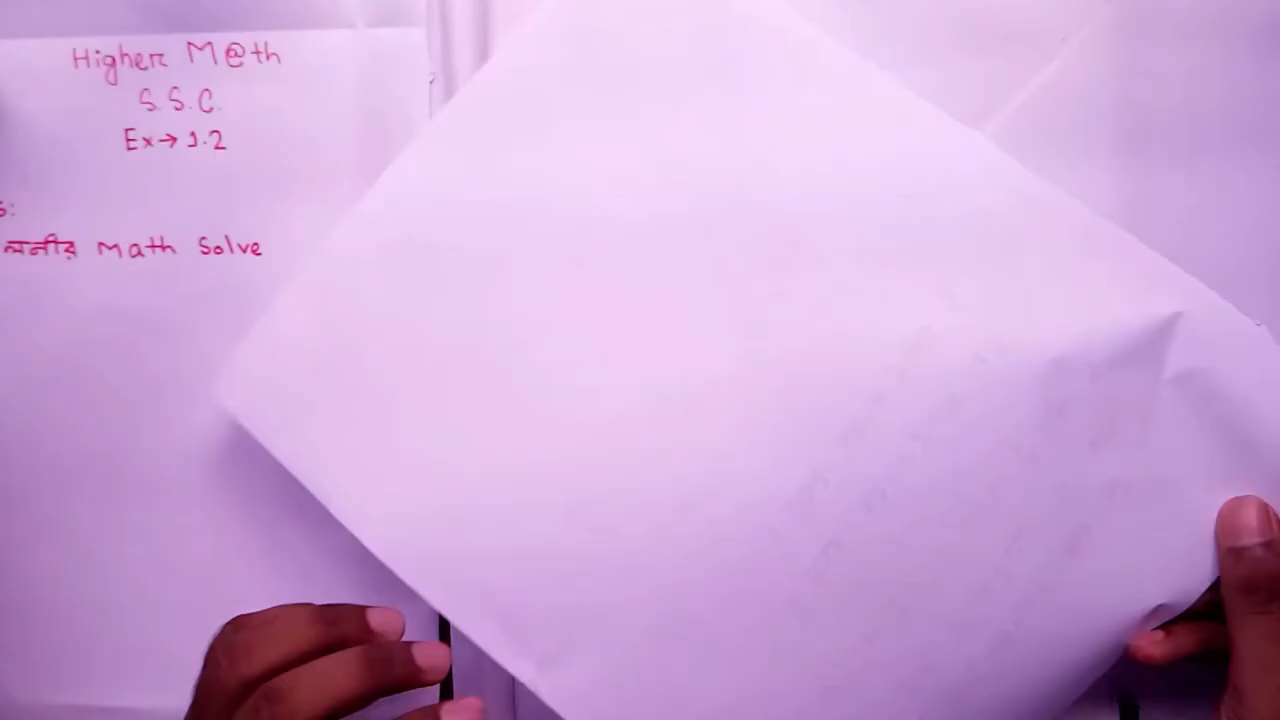 Higher M@th
S.S.C.
Ex→ 1.2
s:
Math Solve